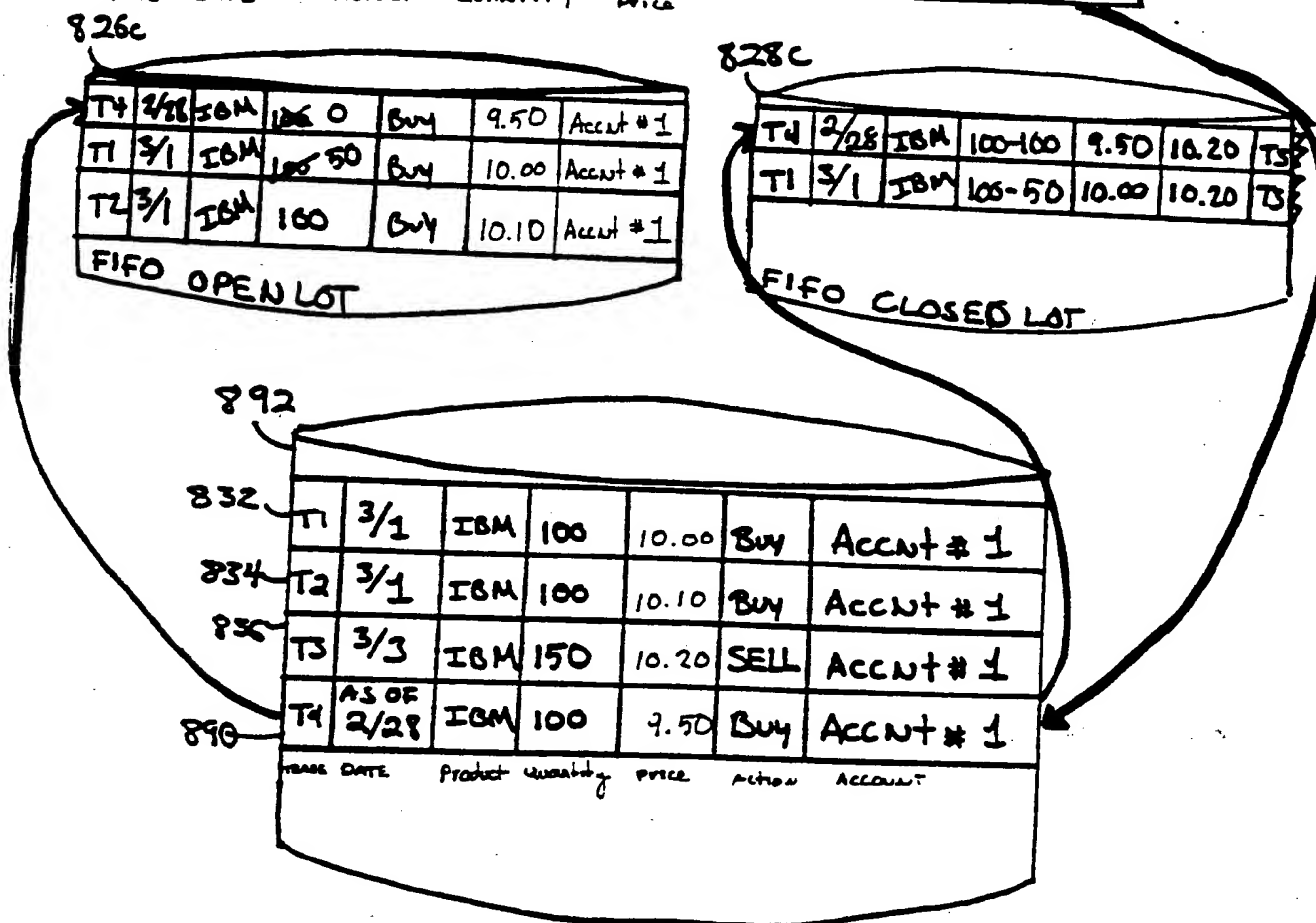 Quantity Price
826c
828c
T4 2/28 IBM 100 0 Buy 9.50 Accnt #1
T1 3/1 IBM 100 50 Buy 10.00 Accnt #1
T2 3/1 IBM 100 Buy 10.10 Accnt #1
FIFO OPEN LOT
T4 2/28 IBM 100-100 9.50 10.20 T3
T1 3/1 IBM 100-50 10.00 10.20 T3
FIFO CLOSED LOT
892
832 T1 3/1 IBM 100 10.00 Buy Accnt # 1
834 T2 3/1 IBM 100 10.10 Buy Accnt # 1
836 T3 3/3 IBM 150 10.20 SELL Accnt # 1
890 T4 AS OF 2/28 IBM 100 9.50 Buy Accnt # 1
TRADE DATE Product Quantity PRICE ACTION ACCOUNT